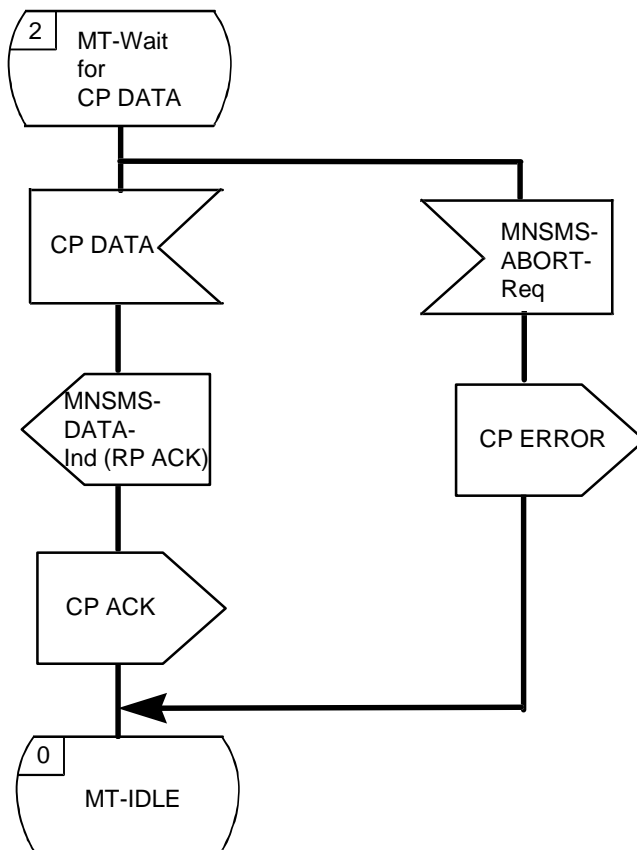 2
MT-Wait
for
CP DATA
CP DATA
MNSMS-
ABORT-
Req
MNSMS-
DATA-
Ind (RP ACK)
CP ERROR
CP ACK
0
MT-IDLE